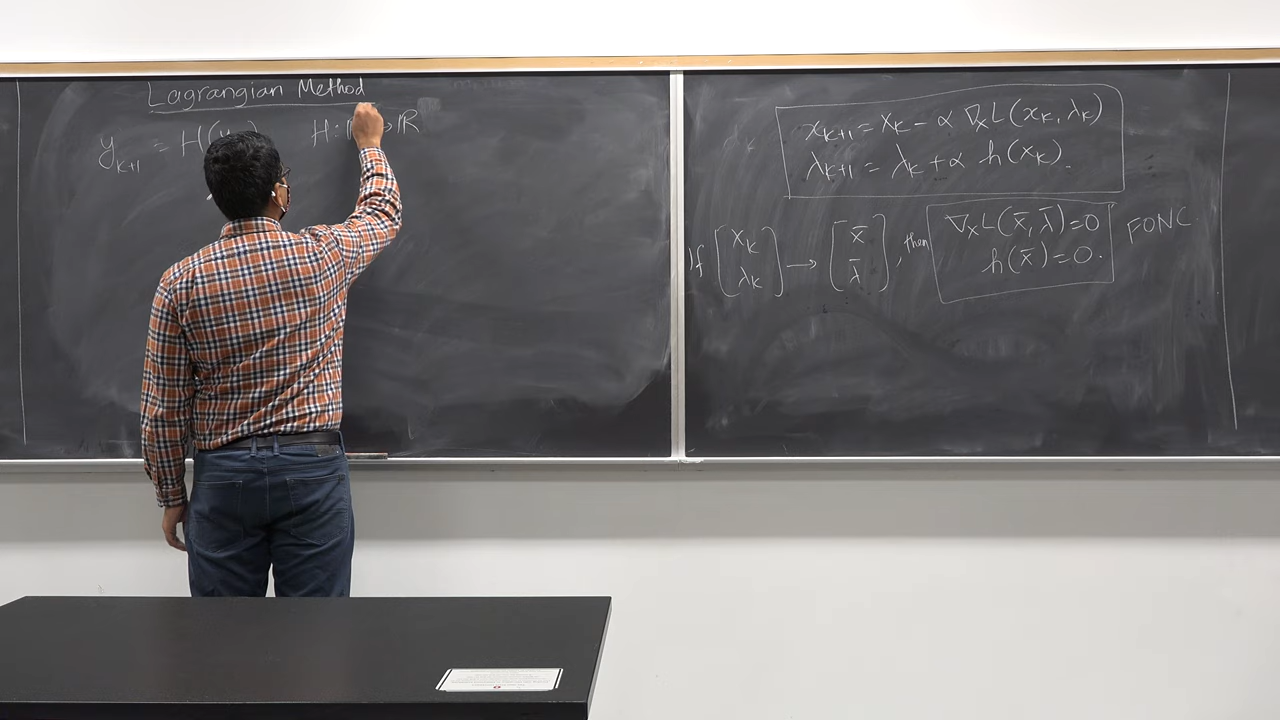 Lagrangian Method
y_{k+1} = H(y H: → ℝ
x_{k+1} = x_k − α ∇_x L(x_k, λ_k)
λ_{k+1} = λ_k + α h(x_k).
If [x_k λ_k] → [x̄ λ̄], then ∇_x L(x̄, λ̄) = 0 FONC
h(x̄) = 0.